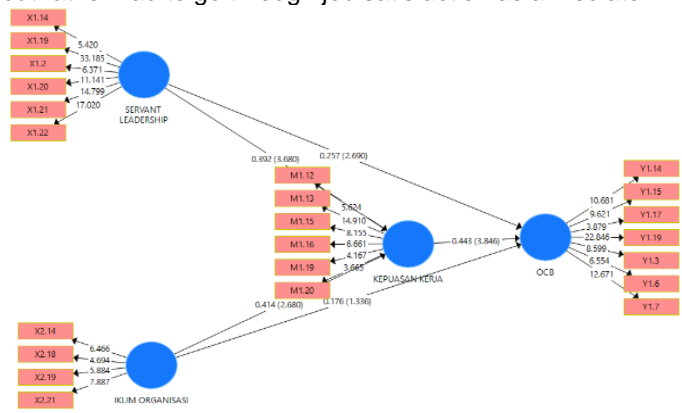 X1.14
X1.19
X1.2
X1.20
X1.21
X1.22
5.420
33.185
6.371
11.141
14.799
17.020
SERVANT
LEADERSHIP
0.392 (3.680)
0.257 (2.690)
M1.12
M1.13
M1.15
M1.16
M1.19
M1.20
5.624
14.910
8.155
6.661
4.167
3.665
KEPUASAN KERJA
0.443 (3.846)
0.414 (2.680)
0.176 (1.336)
OCB
10.681
9.621
3.879
22.846
8.599
6.554
12.671
Y1.14
Y1.15
Y1.17
Y1.19
Y1.3
Y1.6
Y1.7
X2.14
X2.18
X2.19
X2.21
6.466
4.694
5.884
7.887
IKLIM ORGANISASI